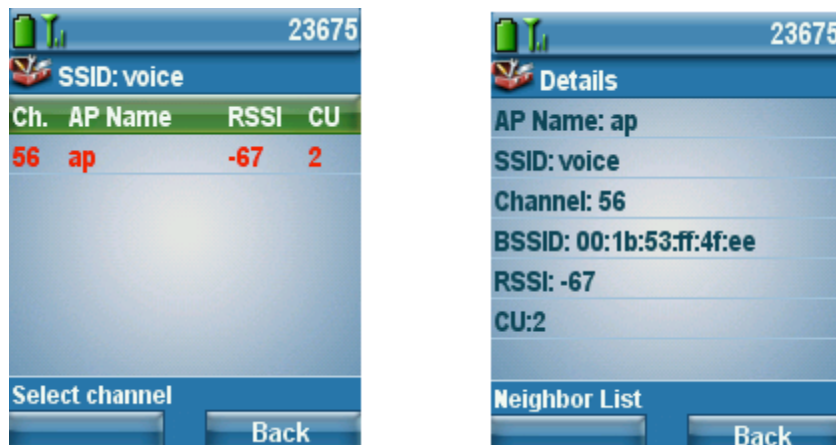 23675
SSID: voice
Ch. AP Name RSSI CU
56 ap -67 2
Select channel
Back
23675
Details
AP Name: ap
SSID: voice
Channel: 56
BSSID: 00:1b:53:ff:4f:ee
RSSI: -67
CU:2
Neighbor List
Back